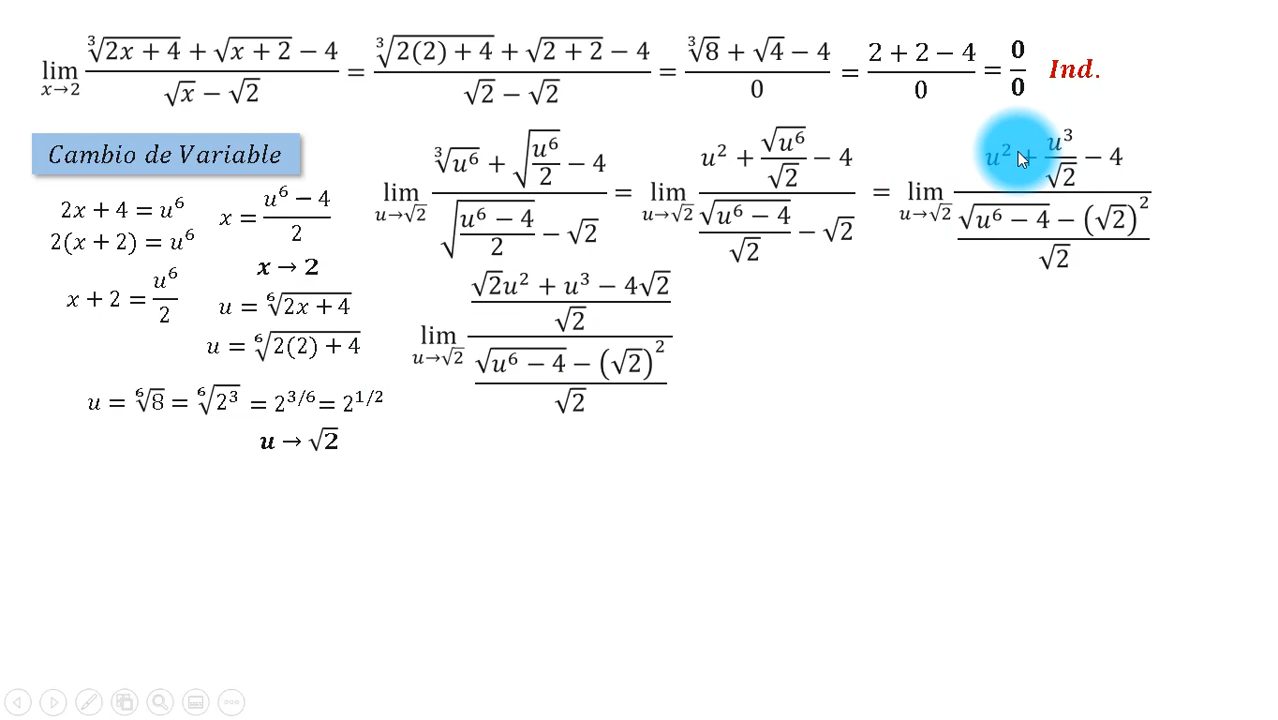 lim x→2 (∛(2x + 4) + √(x + 2) − 4)/(√x − √2) = (∛(2(2) + 4) + √(2 + 2) − 4)/(√2 − √2) = (∛8 + √4 − 4)/0 = (2 + 2 − 4)/0 = 0/0 Ind.
Cambio de Variable
2x + 4 = u⁶
2(x + 2) = u⁶
x + 2 = u⁶/2
x = (u⁶ − 4)/2
x → 2
u = ⁶√(2x + 4)
u = ⁶√(2(2) + 4)
u = ⁶√8 = ⁶√(2³) = 2^(3/6) = 2^(1/2)
u → √2
lim u→√2 (∛(u⁶) + √(u⁶/2) − 4)/(√((u⁶ − 4)/2) − √2) = lim u→√2 (u² + √(u⁶)/√2 − 4)/(√(u⁶ − 4)/√2 − √2) = lim u→√2 (u² + u³/√2 − 4)/((√(u⁶ − 4) − (√2)²)/√2)
lim u→√2 ((√2u² + u³ − 4√2)/√2)/((√(u⁶ − 4) − (√2)²)/√2)